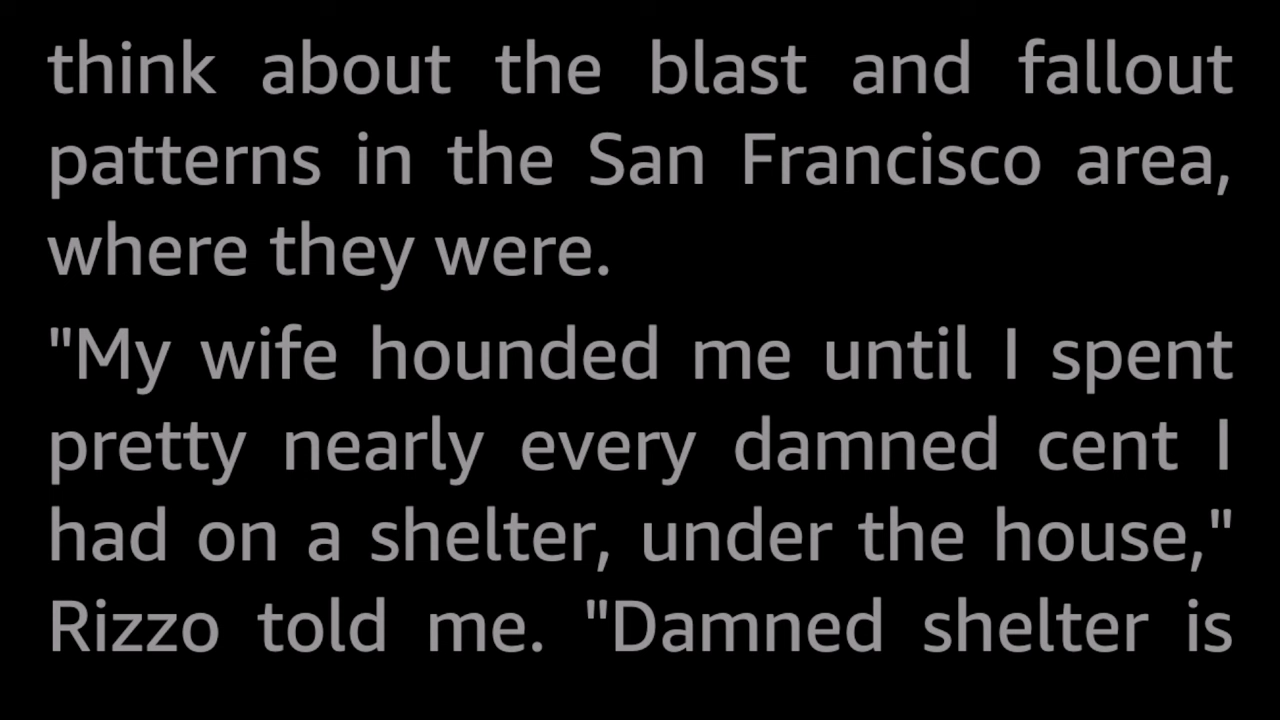 think about the blast and fallout
patterns in the San Francisco area,
where they were.
"My wife hounded me until I spent
pretty nearly every damned cent I
had on a shelter, under the house,"
Rizzo told me. "Damned shelter is